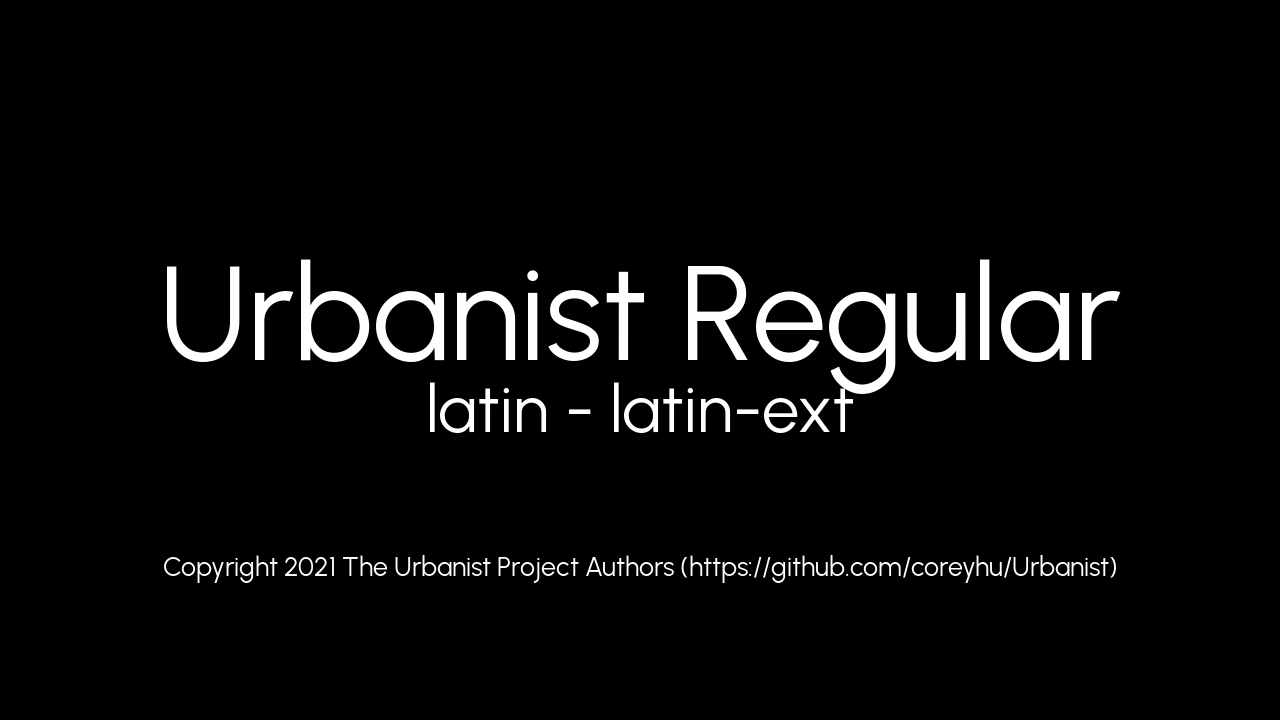 Urbanist Regular
latin - latin-ext
Copyright 2021 The Urbanist Project Authors (https://github.com/coreyhu/Urbanist)